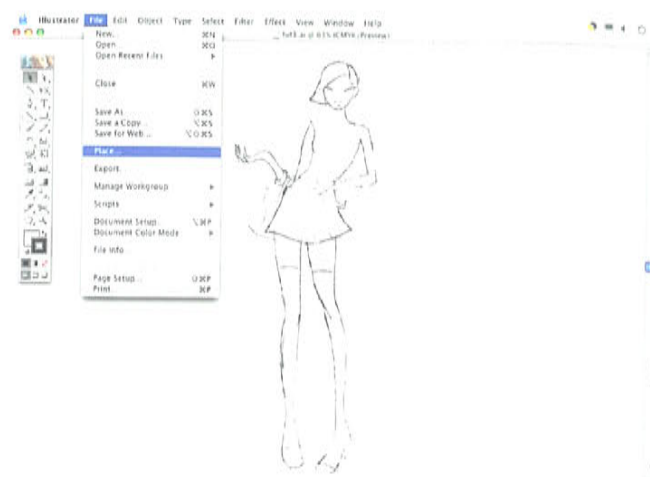 Illustrator File Edit Object Type Select Filter Effect View Window Help
New... ⌘N
Open... ⌘O
Open Recent Files
Close ⌘W
Save As... ⇧⌘S
Save a Copy... ⌥⌘S
Save for Web... ⌥⇧⌘S
Place...
Export...
Manage Workgroup
Scripts
Document Setup... ⌥⌘P
Document Color Mode
File Info...
Page Setup... ⇧⌘P
Print... ⌘P